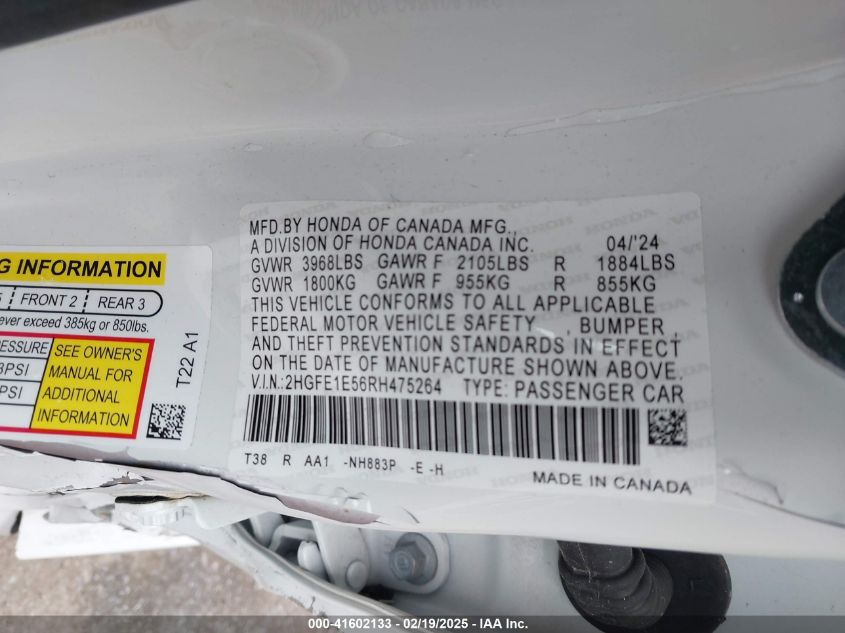 G INFORMATION
FRONT 2 REAR 3
ever exceed 385kg or 850lbs.
PRESSURE
PSI
PSI
SEE OWNER'S
MANUAL FOR
ADDITIONAL
INFORMATION
T22 A1
MFD.BY HONDA OF CANADA MFG.,
A DIVISION OF HONDA CANADA INC. 04/'24
GVWR 3968LBS GAWR F 2105LBS R 1884LBS
GVWR 1800KG GAWR F 955KG R 855KG
THIS VEHICLE CONFORMS TO ALL APPLICABLE
FEDERAL MOTOR VEHICLE SAFETY , BUMPER
AND THEFT PREVENTION STANDARDS IN EFFECT
ON THE DATE OF MANUFACTURE SHOWN ABOVE.
V.I.N.: 2HGFE1E56RH475264 TYPE: PASSENGER CAR
T38 R AA1 -NH883P -E -H
MADE IN CANADA
000-41602133 - 02/19/2025 - IAA Inc.